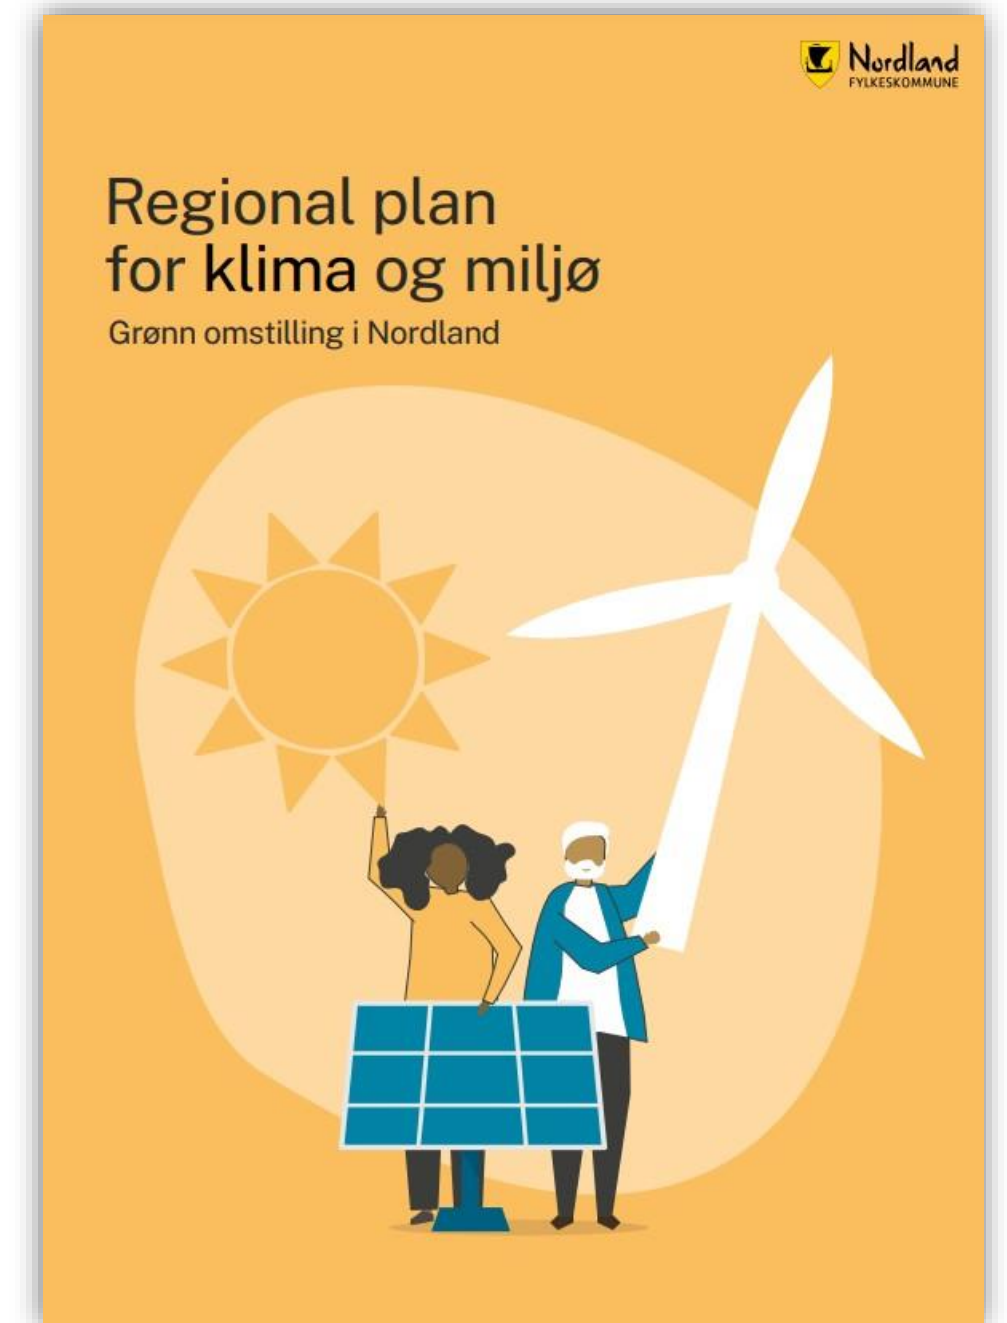 Nordland
FYLKESKOMMUNE
Regional plan
for klima og miljø
Grønn omstilling i Nordland